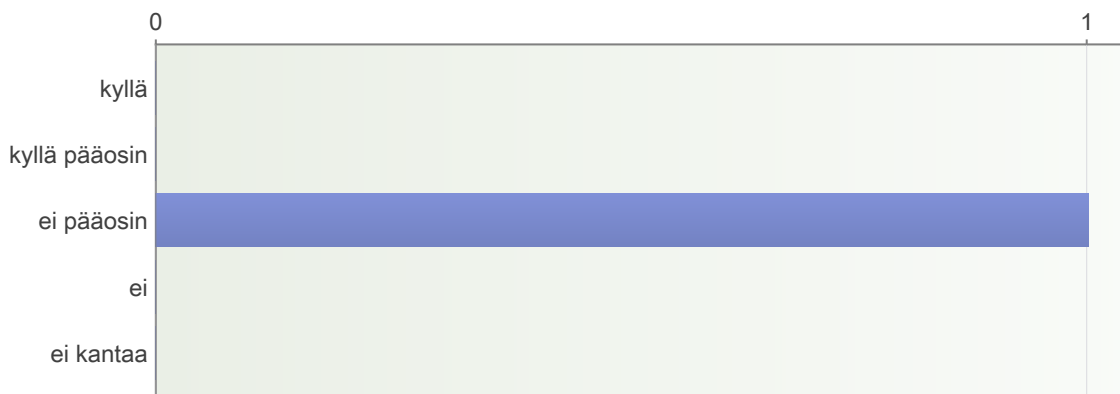 0 1
kyllä
kyllä pääosin
ei pääosin
ei
ei kantaa